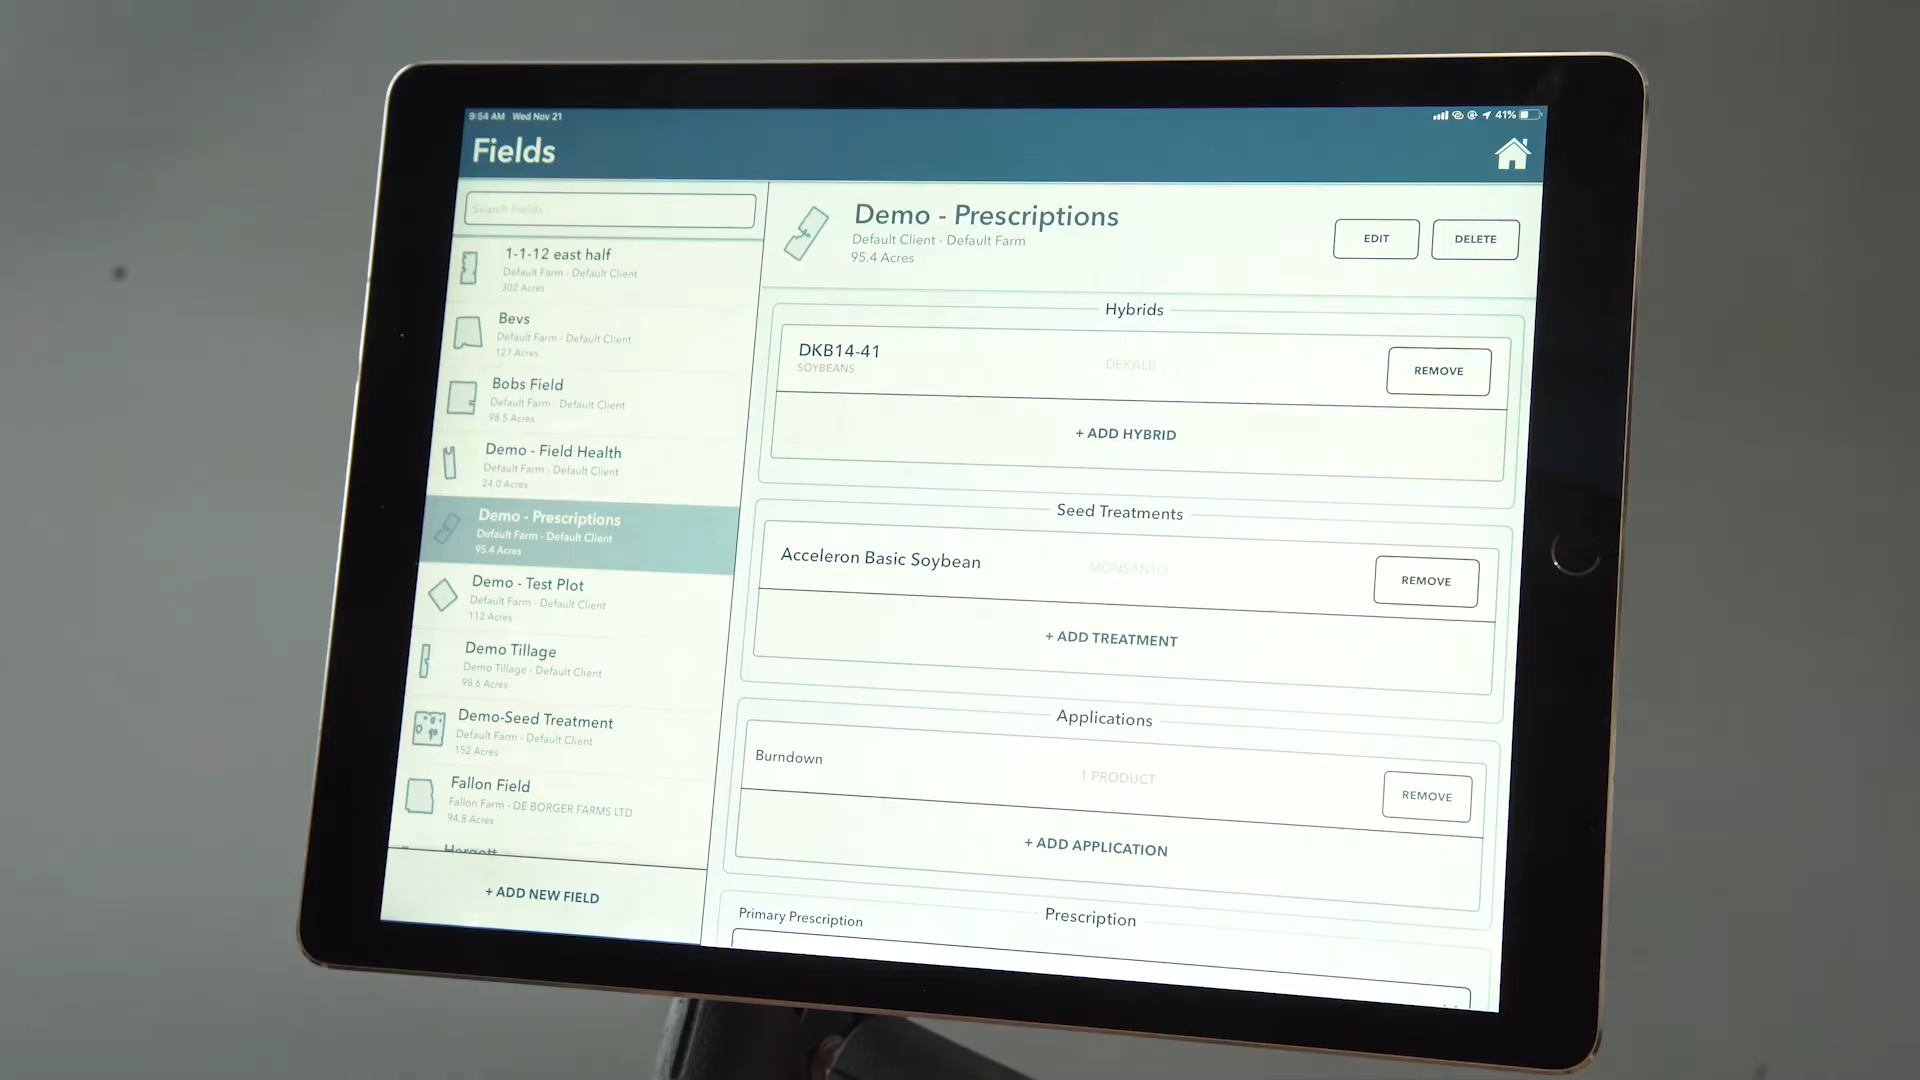 9:54 AM Wed Nov 21
41%
Fields
Search Fields
1-1-12 east half
Default Farm - Default Client
302 Acres
Bevs
Default Farm - Default Client
127 Acres
Bobs Field
Default Farm - Default Client
98.5 Acres
Demo - Field Health
Default Farm - Default Client
24.0 Acres
Demo - Prescriptions
Default Farm - Default Client
95.4 Acres
Demo - Test Plot
Default Farm - Default Client
112 Acres
Demo Tillage
Demo Tillage - Default Client
98.6 Acres
Demo-Seed Treatment
Default Farm - Default Client
152 Acres
Fallon Field
Fallon Farm - DE BORGER FARMS LTD
94.8 Acres
+ ADD NEW FIELD
Demo - Prescriptions
Default Client - Default Farm
95.4 Acres
EDIT
DELETE
Hybrids
DKB14-41
SOYBEANS
DEKALB
REMOVE
+ ADD HYBRID
Seed Treatments
Acceleron Basic Soybean
MONSANTO
REMOVE
+ ADD TREATMENT
Applications
Burndown
1 PRODUCT
REMOVE
+ ADD APPLICATION
Prescription
Primary Prescription